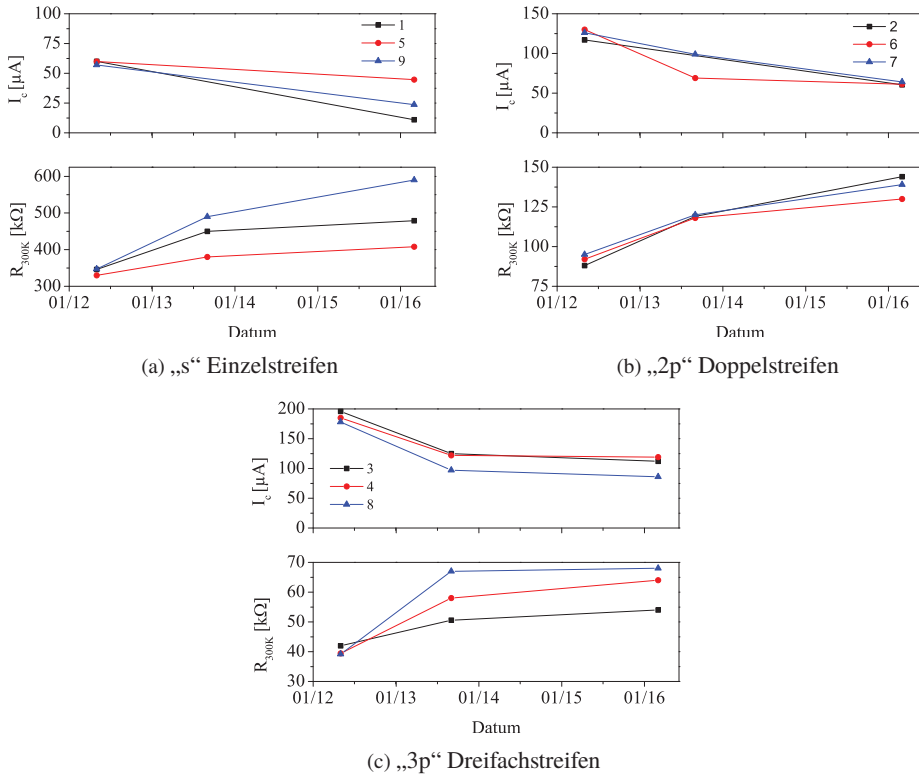 100
75
50
25
0
I_c [µA]
1
5
9
600
500
400
300
R_300K [kΩ]
01/12 01/13 01/14 01/15 01/16
Datum
(a) „s“ Einzelstreifen
150
100
50
0
I_c [µA]
2
6
7
150
125
100
75
R_300K [kΩ]
01/12 01/13 01/14 01/15 01/16
Datum
(b) „2p“ Doppelstreifen
200
150
100
50
0
I_c [µA]
3
4
8
70
60
50
40
30
R_300K [kΩ]
01/12 01/13 01/14 01/15 01/16
Datum
(c) „3p“ Dreifachstreifen